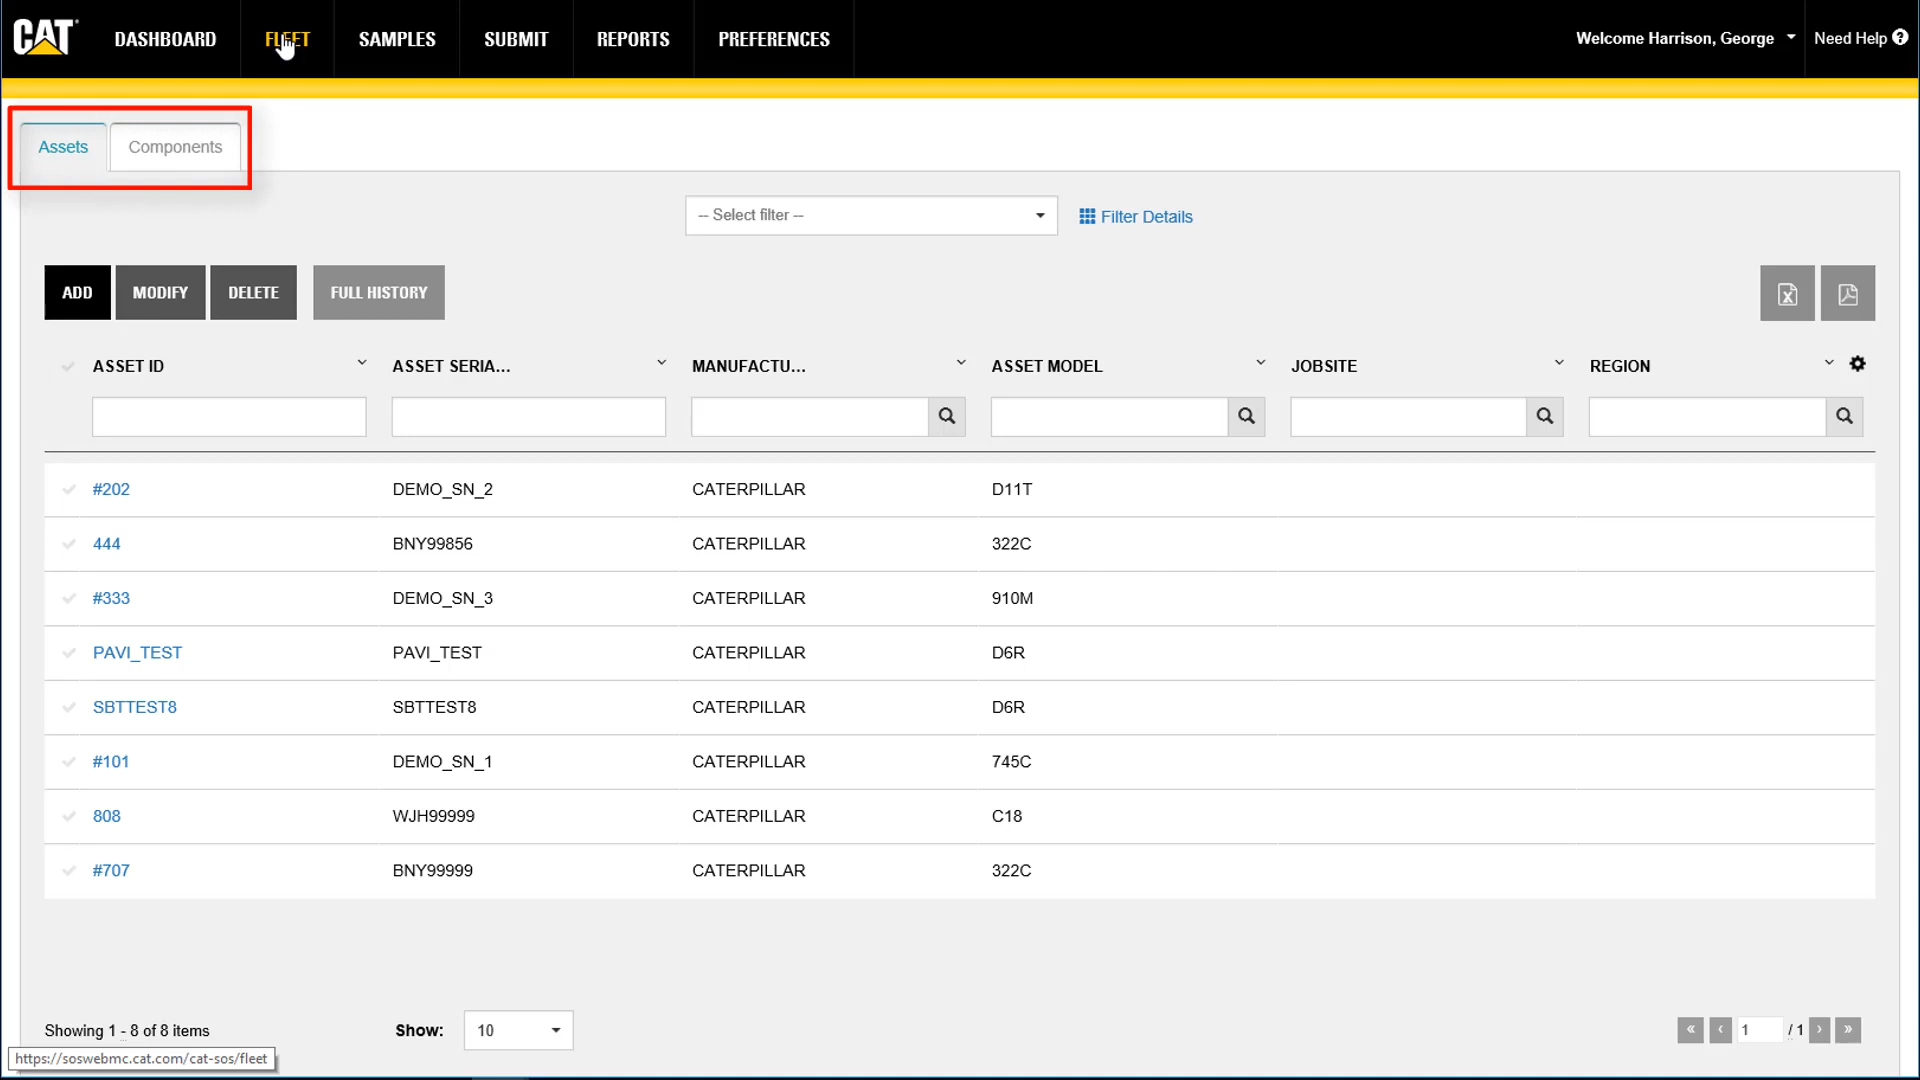 CAT DASHBOARD FLEET SAMPLES SUBMIT REPORTS PREFERENCES Welcome Harrison, George Need Help ?
Assets Components
-- Select filter -- Filter Details
ADD MODIFY DELETE FULL HISTORY
ASSET ID ASSET SERIA... MANUFACTU... ASSET MODEL JOBSITE REGION
#202 DEMO_SN_2 CATERPILLAR D11T
444 BNY99856 CATERPILLAR 322C
#333 DEMO_SN_3 CATERPILLAR 910M
PAVI_TEST PAVI_TEST CATERPILLAR D6R
SBTTEST8 SBTTEST8 CATERPILLAR D6R
#101 DEMO_SN_1 CATERPILLAR 745C
808 WJH99999 CATERPILLAR C18
#707 BNY99999 CATERPILLAR 322C
Showing 1 - 8 of 8 items Show: 10 « ‹ 1 / 1 › »
https://soswebmc.cat.com/cat-sos/fleet